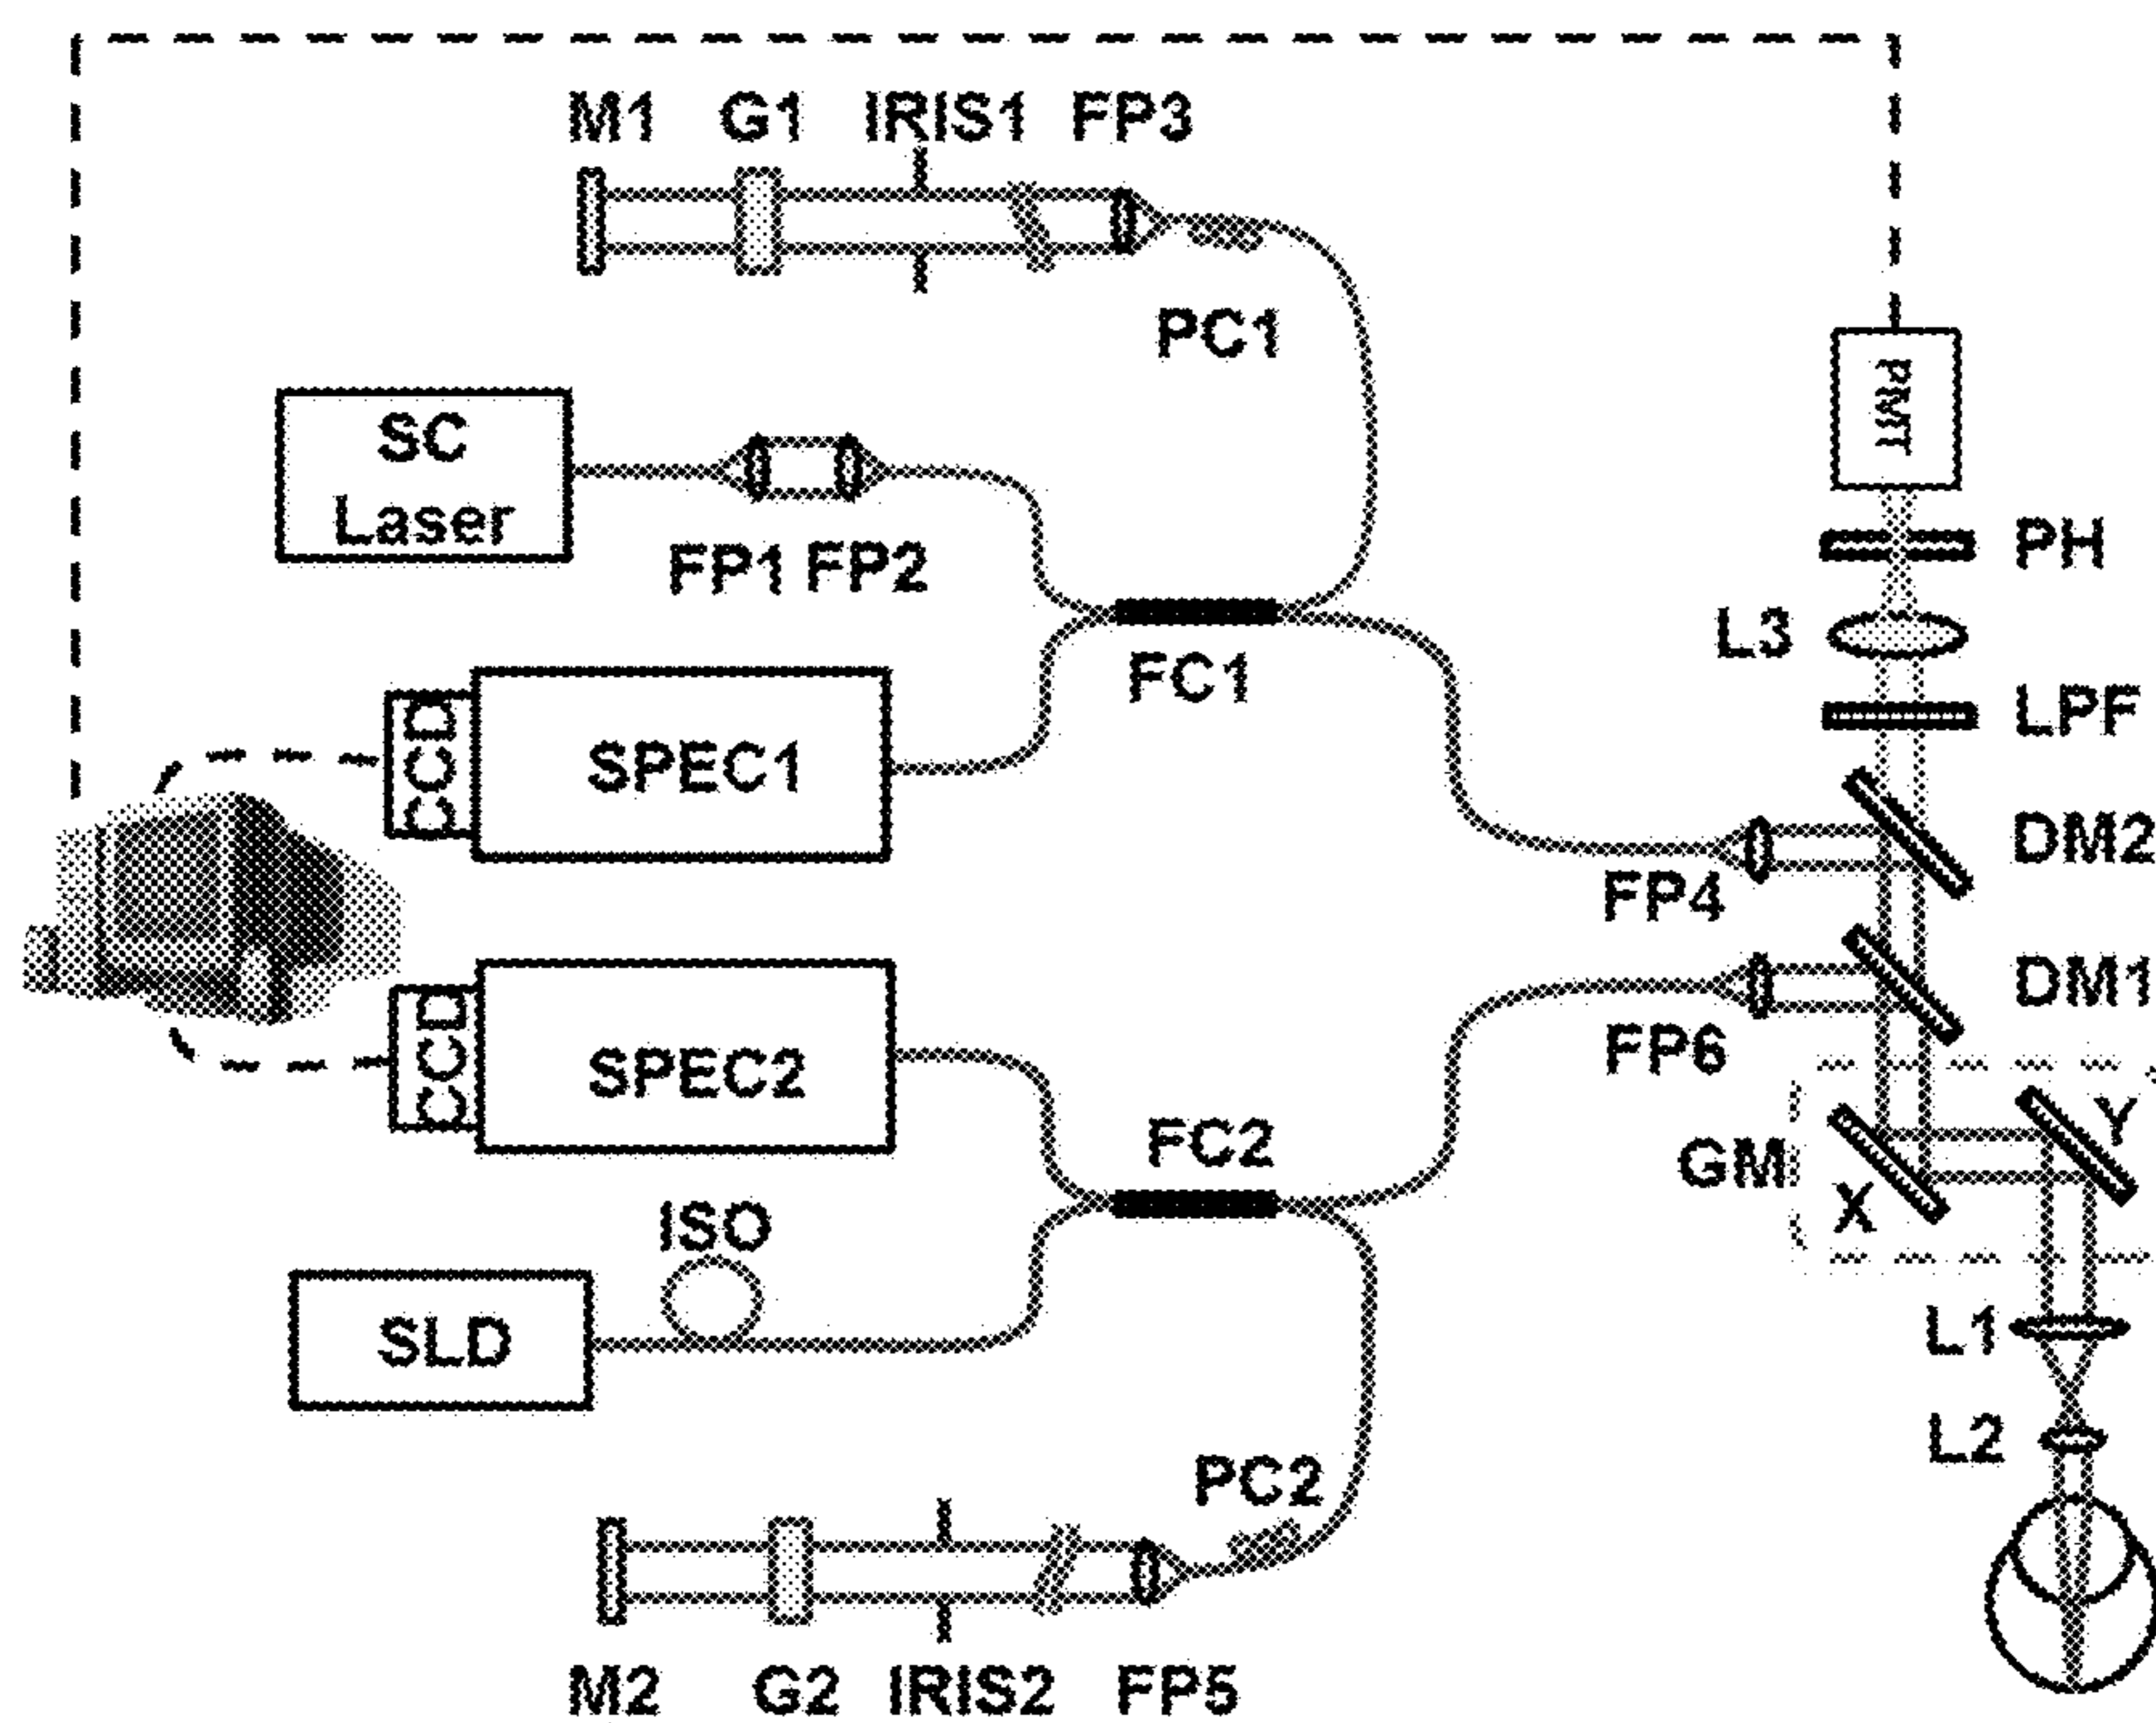 M1 G1 IRIS1 FP3
PC1
SC
Laser
PMT
FP1 FP2
PH
L3
FC1
LPF
CCD
SPEC1
DM2
FP4
DM1
CCD
SPEC2
FP6
FC2
GM
X
Y
ISO
SLD
L1
L2
PC2
M2 G2 IRIS2 FP5